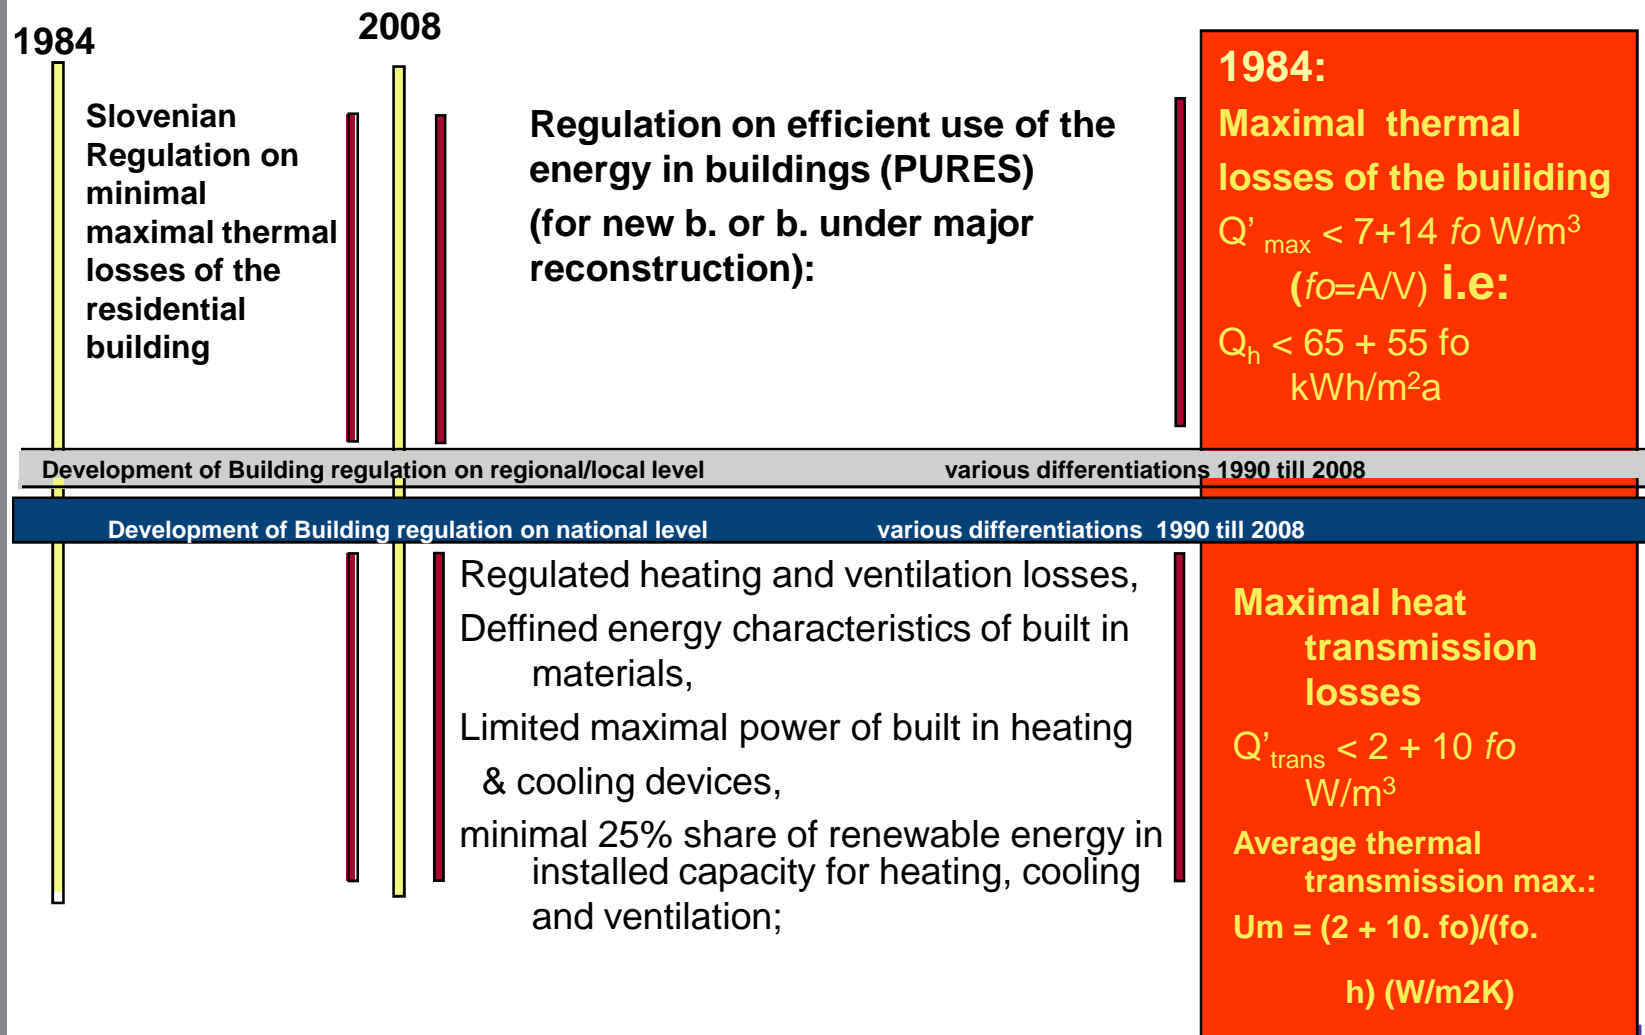 1984
2008
Slovenian
Regulation on
minimal
maximal thermal
losses of the
residential
building
Regulation on efficient use of the
energy in buildings (PURES)
(for new b. or b. under major
reconstruction):
1984:
Maximal thermal
losses of the builiding
Q’ max < 7+14 fo W/m³
(fo=A/V) i.e:
Qh < 65 + 55 fo
kWh/m²a
Development of Building regulation on regional/local level various differentiations 1990 till 2008
Development of Building regulation on national level various differentiations 1990 till 2008
Regulated heating and ventilation losses,
Deffined energy characteristics of built in
materials,
Limited maximal power of built in heating
& cooling devices,
minimal 25% share of renewable energy in
installed capacity for heating, cooling
and ventilation;
Maximal heat
transmission
losses
Q’trans < 2 + 10 fo
W/m³
Average thermal
transmission max.:
Um = (2 + 10. fo)/(fo.
h) (W/m2K)